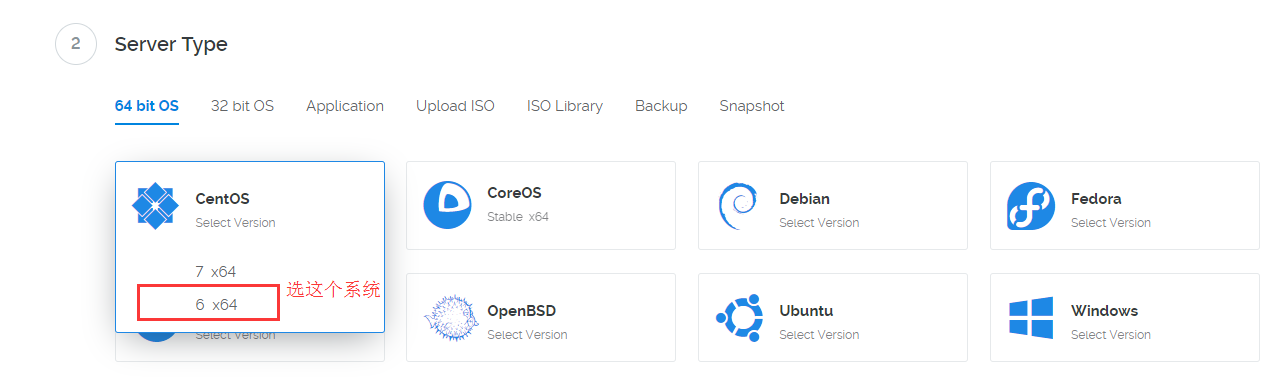 2
Server Type
64 bit OS
32 bit OS
Application
Upload ISO
ISO Library
Backup
Snapshot
CentOS
Select Version
7 x64
6 x64
选这个系统
CoreOS
Stable x64
Debian
Select Version
Fedora
Select Version
Select Version
OpenBSD
Select Version
Ubuntu
Select Version
Windows
Select Version